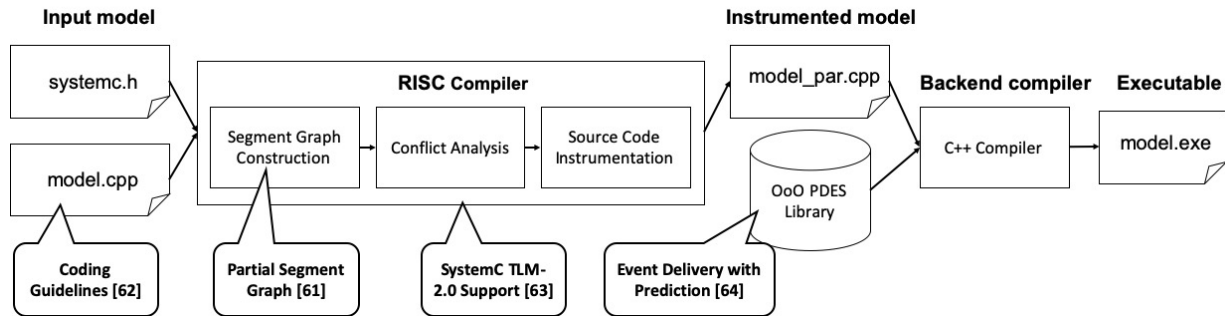 Input model
systemc.h
model.cpp
Coding
Guidelines [62]
RISC Compiler
Segment Graph
Construction
Conflict Analysis
Source Code
Instrumentation
Partial Segment
Graph [61]
SystemC TLM-
2.0 Support [63]
Instrumented model
model_par.cpp
OoO PDES
Library
Event Delivery with
Prediction [64]
Backend compiler
C++ Compiler
Executable
model.exe